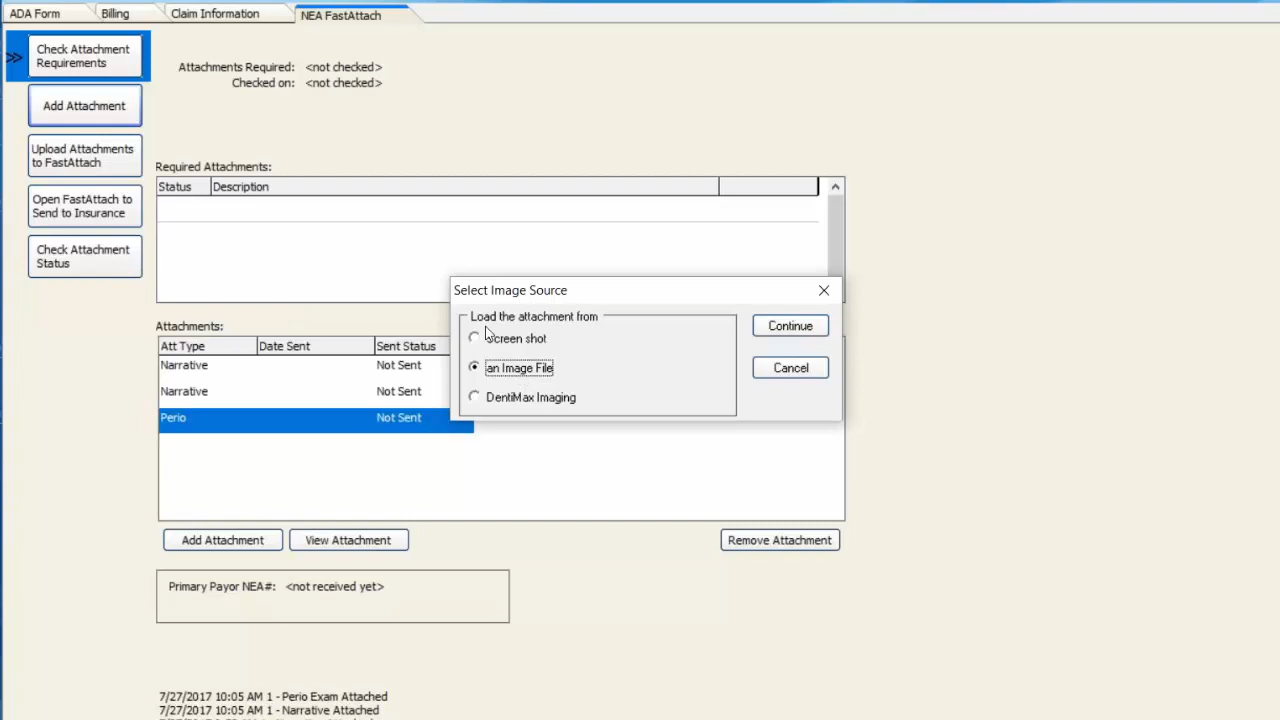 ADA Form
Billing
Claim Information
NEA FastAttach
Check Attachment
Requirements
Add Attachment
Upload Attachments
to FastAttach
Open FastAttach to
Send to Insurance
Check Attachment
Status
Attachments Required: <not checked>
Checked on: <not checked>
Required Attachments:
Status Description
Attachments:
Att Type Date Sent Sent Status
Narrative Not Sent
Narrative Not Sent
Perio Not Sent
Select Image Source
Load the attachment from
Screen shot
an Image File
DentiMax Imaging
Continue
Cancel
Add Attachment
View Attachment
Remove Attachment
Primary Payor NEA#: <not received yet>
7/27/2017 10:05 AM 1 - Perio Exam Attached
7/27/2017 10:05 AM 1 - Narrative Attached